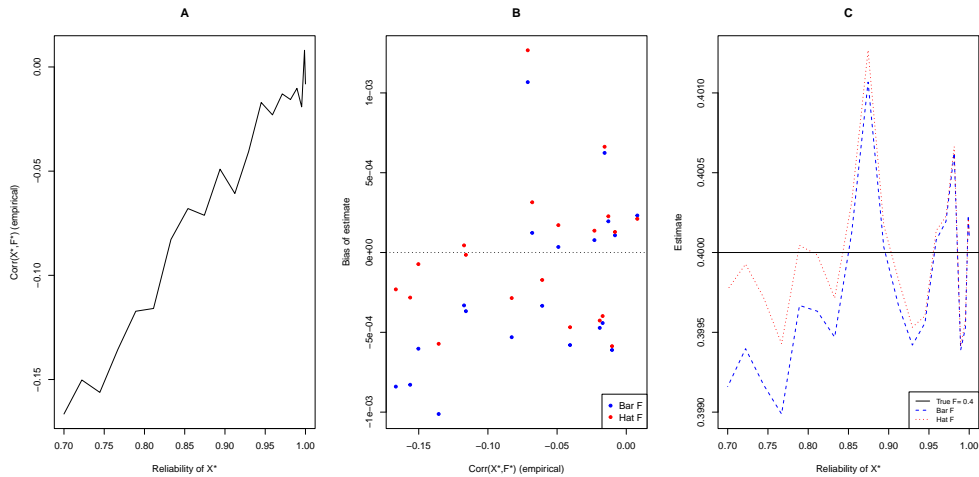 A
Corr(X*,F*) (empirical)
0.00
−0.05
−0.10
−0.15
0.70 0.75 0.80 0.85 0.90 0.95 1.00
Reliability of X*
B
Bias of estimate
1e−03
5e−04
0e+00
−5e−04
−1e−03
−0.15 −0.10 −0.05 0.00
Corr(X*,F*) (empirical)
Bar F
Hat F
C
Estimate
0.4010
0.4005
0.4000
0.3995
0.3990
0.70 0.75 0.80 0.85 0.90 0.95 1.00
Reliability of X*
True F= 0.4
Bar F
Hat F